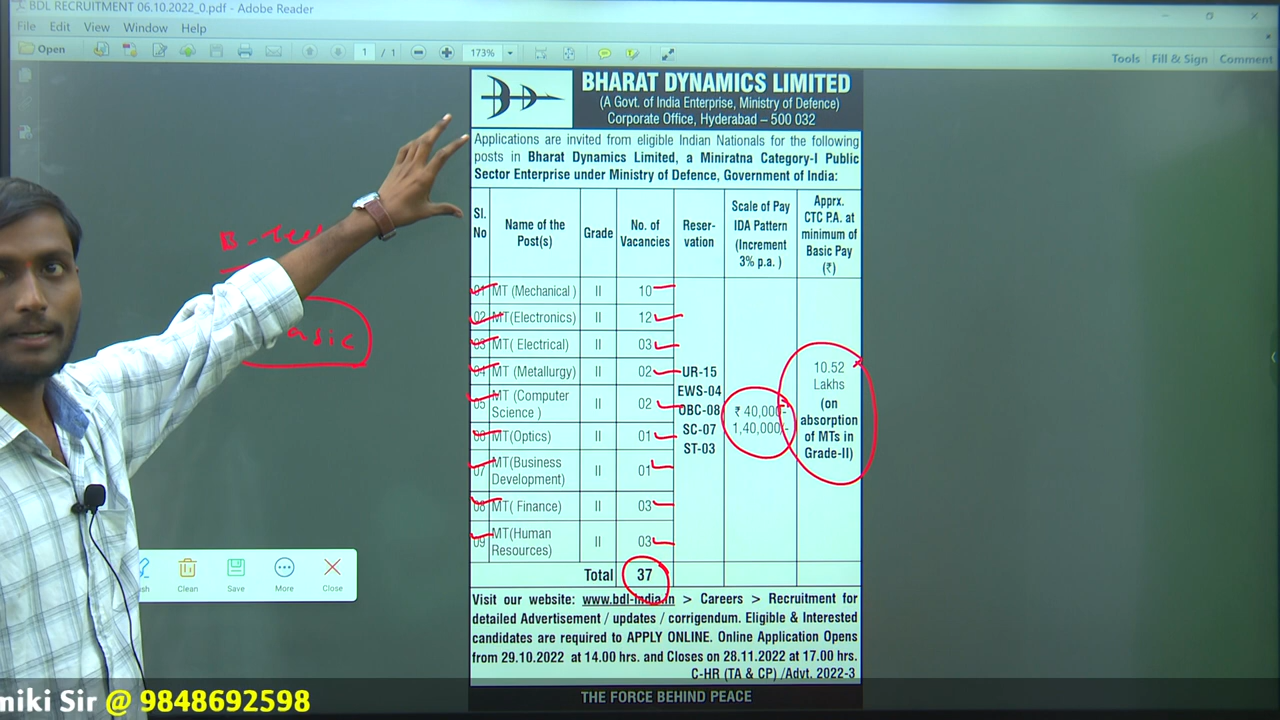 BDL RECRUITMENT 06.10.2022_0.pdf - Adobe Reader
File Edit View Window Help
Open 1 / 1 173% Tools Fill & Sign Comment
BHARAT DYNAMICS LIMITED
(A Govt. of India Enterprise, Ministry of Defence)
Corporate Office, Hyderabad – 500 032
Applications are invited from eligible Indian Nationals for the following
posts in Bharat Dynamics Limited, a Miniratna Category-I Public
Sector Enterprise under Ministry of Defence, Government of India:
Sl. No
Name of the Post(s)
Grade
No. of Vacancies
Reser-vation
Scale of Pay IDA Pattern (Increment 3% p.a. )
Apprx. CTC P.A. at minimum of Basic Pay (₹)
01 MT (Mechanical ) II 10
02 MT(Electronics) II 12
03 MT( Electrical) II 03
04 MT (Metallurgy) II 02
05 MT (Computer Science ) II 02
06 MT(Optics) II 01
07 MT(Business Development) II 01
08 MT( Finance) II 03
09 MT(Human Resources) II 03
UR-15
EWS-04
OBC-08
SC-07
ST-03
₹ 40,000/-
1,40,000/-
10.52
Lakhs
(on
absorption
of MTs in
Grade-II)
Total 37
Visit our website: www.bdl-india.in > Careers > Recruitment for
detailed Advertisement / updates / corrigendum. Eligible & Interested
candidates are required to APPLY ONLINE. Online Application Opens
from 29.10.2022 at 14.00 hrs. and Closes on 28.11.2022 at 17.00 hrs.
C-HR (TA & CP) /Advt. 2022-3
THE FORCE BEHIND PEACE
asic
Clean Save More Close
miki Sir @ 9848692598